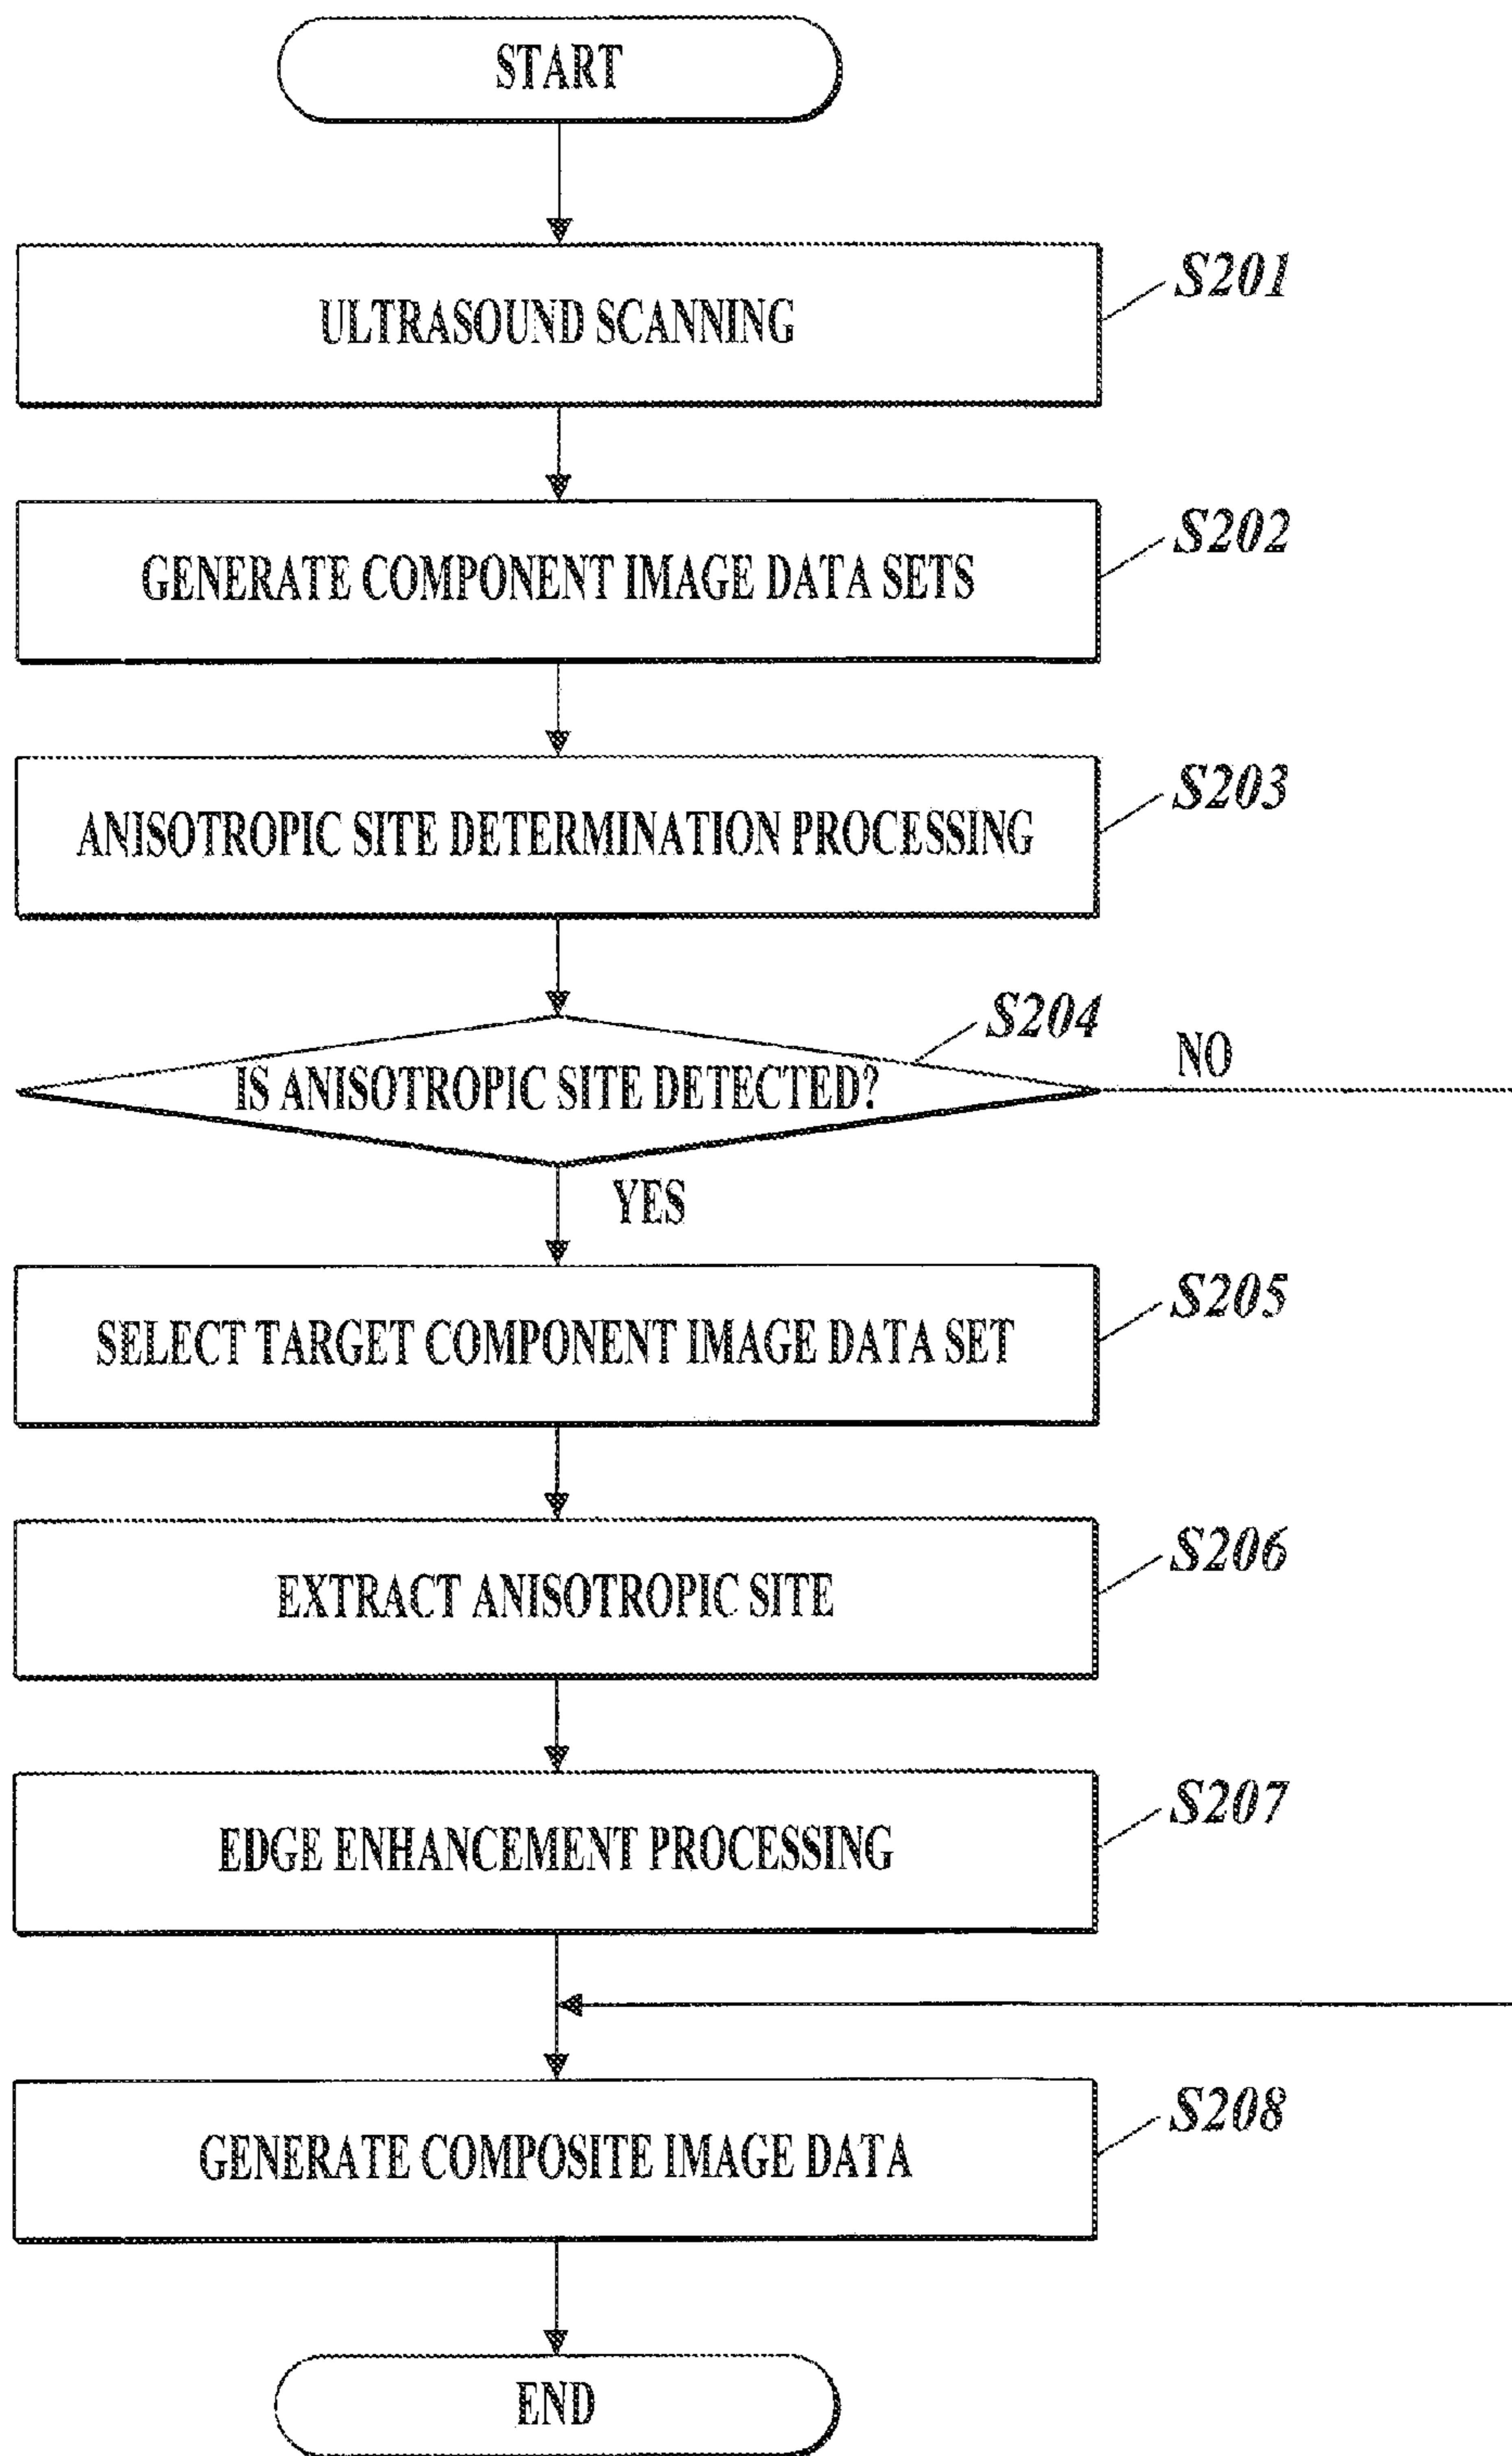 START
ULTRASOUND SCANNING
S201
GENERATE COMPONENT IMAGE DATA SETS
S202
ANISOTROPIC SITE DETERMINATION PROCESSING
S203
IS ANISOTROPIC SITE DETECTED?
S204
NO
YES
SELECT TARGET COMPONENT IMAGE DATA SET
S205
EXTRACT ANISOTROPIC SITE
S206
EDGE ENHANCEMENT PROCESSING
S207
GENERATE COMPOSITE IMAGE DATA
S208
END